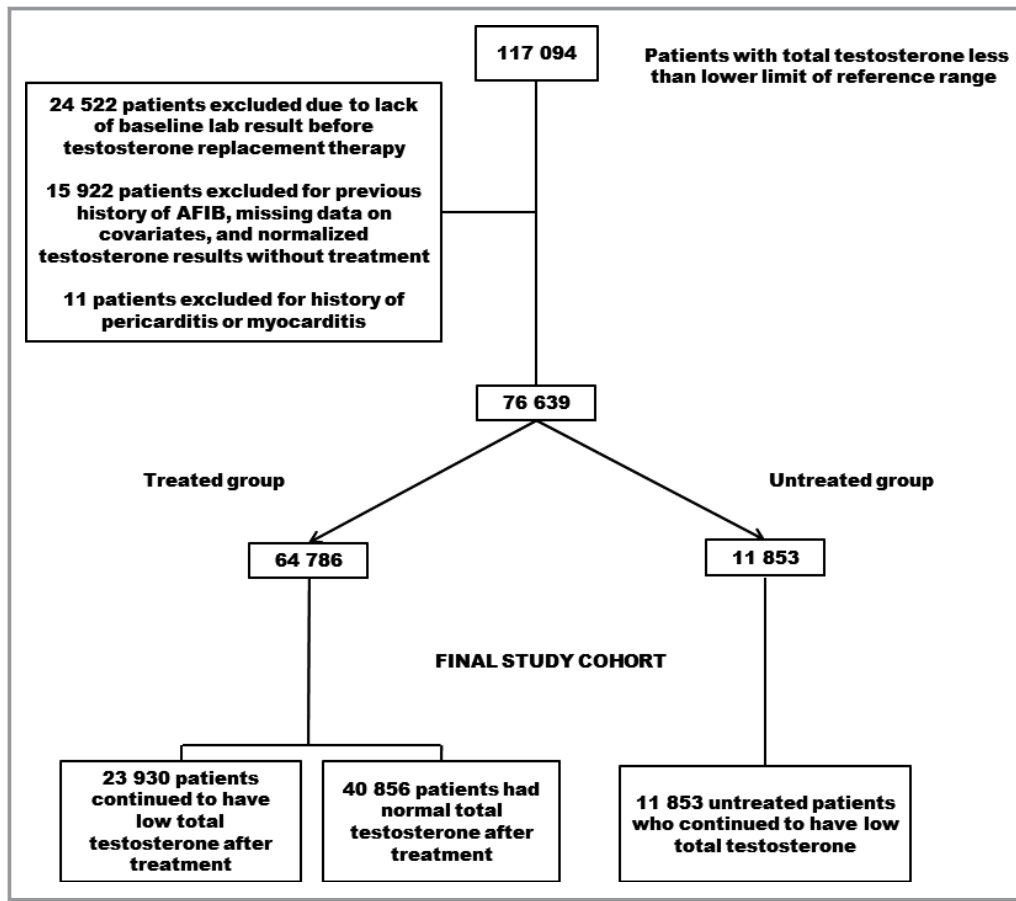 117 094
Patients with total testosterone less
than lower limit of reference range
24 522 patients excluded due to lack
of baseline lab result before
testosterone replacement therapy
15 922 patients excluded for previous
history of AFIB, missing data on
covariates, and normalized
testosterone results without treatment
11 patients excluded for history of
pericarditis or myocarditis
76 639
Treated group
Untreated group
64 786
11 853
FINAL STUDY COHORT
23 930 patients
continued to have
low total
testosterone after
treatment
40 856 patients had
normal total
testosterone after
treatment
11 853 untreated patients
who continued to have low
total testosterone